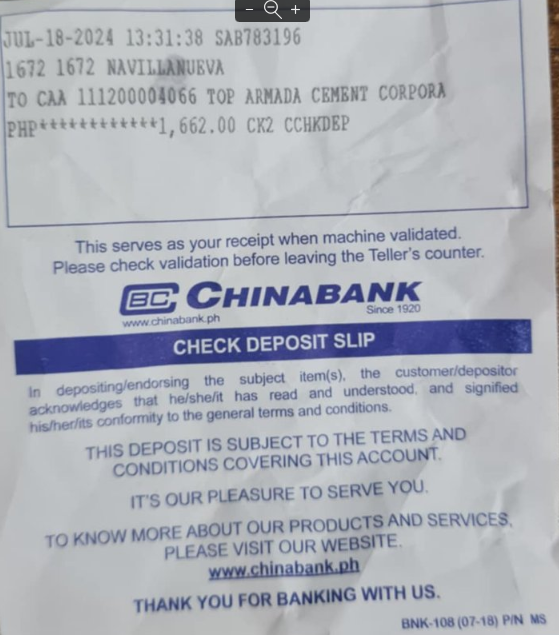 JUL-18-2024 13:31:38 SAB783196
1672 1672 NAVILLANUEVA
TO CAA 111200004066 TOP ARMADA CEMENT CORPORA
PHP************1,662.00 CK2 CCHKDEP
This serves as your receipt when machine validated.
Please check validation before leaving the Teller's counter.
BC CHINABANK
www.chinabank.ph Since 1920
CHECK DEPOSIT SLIP
In depositing/endorsing the subject item(s), the customer/depositor
acknowledges that he/she/it has read and understood, and signified
his/her/its conformity to the general terms and conditions.
THIS DEPOSIT IS SUBJECT TO THE TERMS AND
CONDITIONS COVERING THIS ACCOUNT.
IT'S OUR PLEASURE TO SERVE YOU.
TO KNOW MORE ABOUT OUR PRODUCTS AND SERVICES,
PLEASE VISIT OUR WEBSITE.
www.chinabank.ph
THANK YOU FOR BANKING WITH US.
BNK-108 (07-18) P/N MS